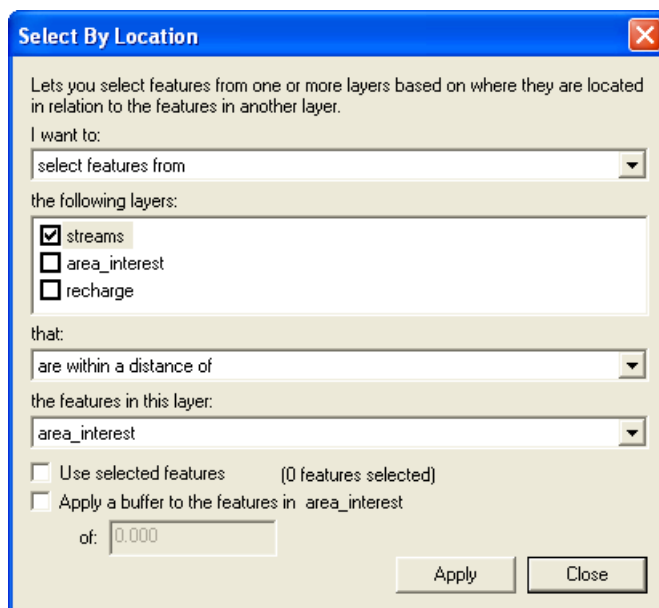 Select By Location
Lets you select features from one or more layers based on where they are located
in relation to the features in another layer.
I want to:
select features from
the following layers:
streams
area_interest
recharge
that:
are within a distance of
the features in this layer:
area_interest
Use selected features (0 features selected)
Apply a buffer to the features in area_interest
of: 0.000
Apply Close